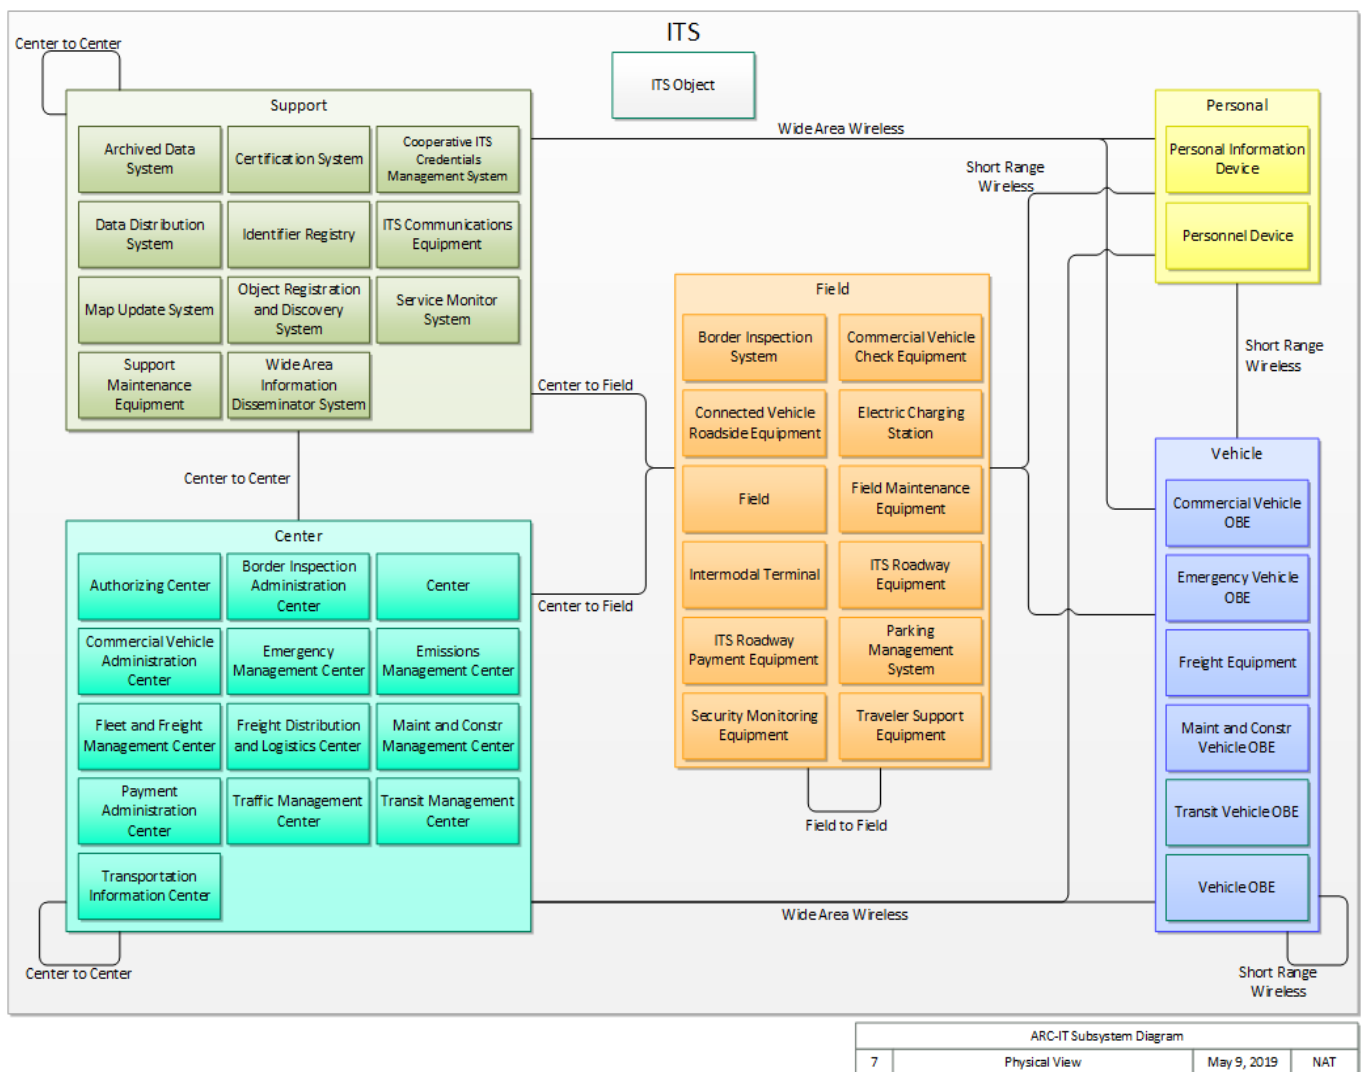 ITS
Center to Center
ITS Object
Support
Archived Data
System
Certification System
Cooperative ITS
Credentials
Management System
Data Distribution
System
Identifier Registry
ITS Communications
Equipment
Map Update System
Object Registration
and Discovery
System
Service Monitor
System
Support
Maintenance
Equipment
Wide Area
Information
Disseminator System
Wide Area Wireless
Short Range
Wireless
Personal
Personal Information
Device
Personnel Device
Short Range
Wireless
Center to Field
Center to Center
Center to Field
Field
Border Inspection
System
Commercial Vehicle
Check Equipment
Connected Vehicle
Roadside Equipment
Electric Charging
Station
Field
Field Maintenance
Equipment
Intermodal Terminal
ITS Roadway
Equipment
ITS Roadway
Payment Equipment
Parking
Management
System
Security Monitoring
Equipment
Traveler Support
Equipment
Field to Field
Center
Authorizing Center
Border Inspection
Administration
Center
Center
Commercial Vehicle
Administration
Center
Emergency
Management Center
Emissions
Management Center
Fleet and Freight
Management Center
Freight Distribution
and Logistics Center
Maint and Constr
Management Center
Payment
Administration
Center
Traffic Management
Center
Transit Management
Center
Transportation
Information Center
Center to Center
Wide Area Wireless
Vehicle
Commercial Vehicle
OBE
Emergency Vehicle
OBE
Freight Equipment
Maint and Constr
Vehicle OBE
Transit Vehicle OBE
Vehicle OBE
Short Range
Wireless
ARC-IT Subsystem Diagram
7 Physical View May 9, 2019 NAT